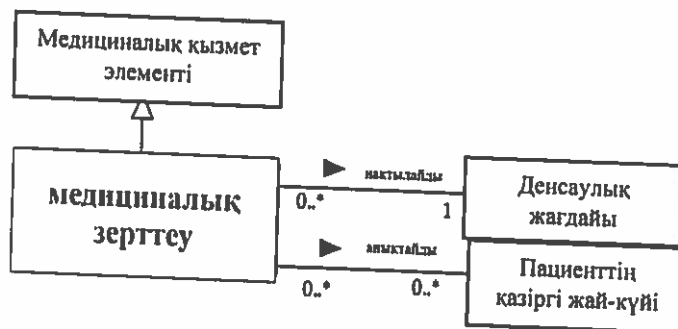 Медициналық қызмет
элементі
медициналық
зерттеу
нақтылайды
0..*
1
Денсаулық
жағдайы
анықтайды
0..*
0..*
Пациенттің
қазіргі жай-күйі